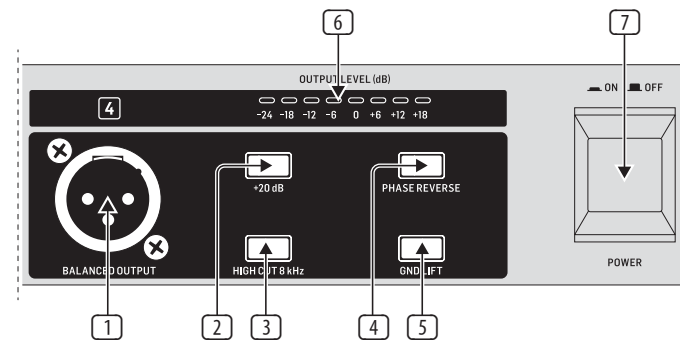 6 7
OUTPUT LEVEL (dB)
ON OFF
4
-24 -18 -12 -6 0 +6 +12 +18
+20 dB PHASE REVERSE
BALANCED OUTPUT HIGH CUT 8 kHz GND LIFT
POWER
1 2 3 4 5